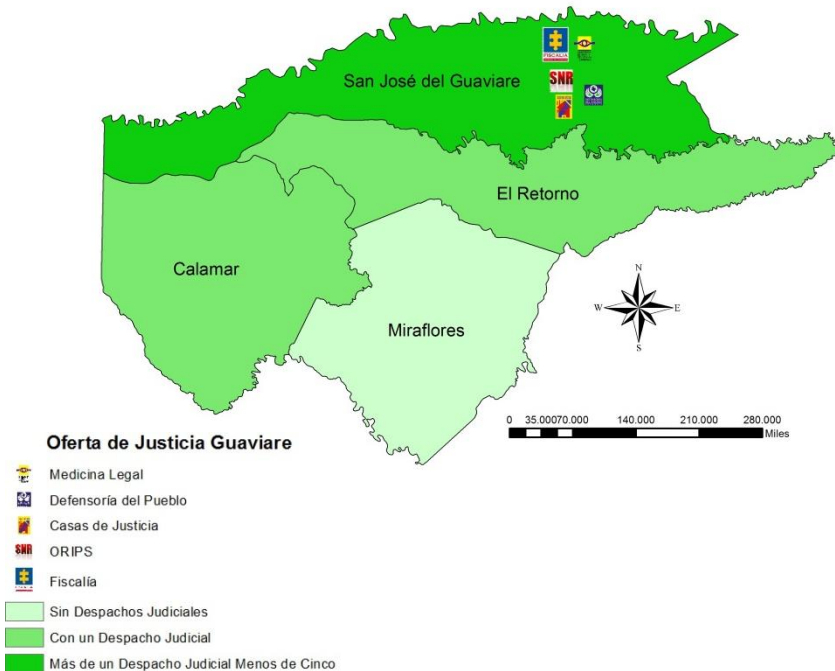 FISCALIA
San José del Guaviare
SNR
El Retorno
Calamar
Miraflores
N
W E
S
0 35.00070.000 140.000 210.000 280.000
Miles
Oferta de Justicia Guaviare
Medicina Legal
Defensoría del Pueblo
Casas de Justicia
SNR ORIPS
Fiscalía
Sin Despachos Judiciales
Con un Despacho Judicial
Más de un Despacho Judicial Menos de Cinco